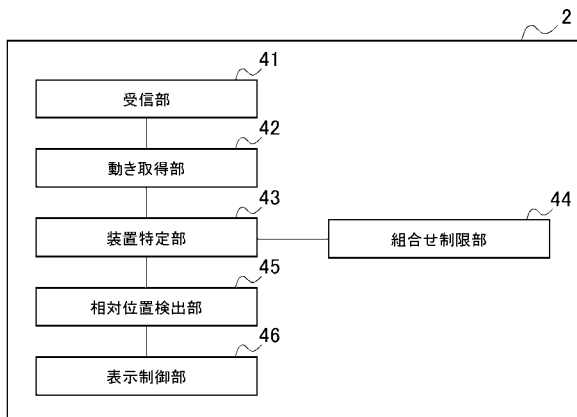 2
41
受信部
42
動き取得部
43
装置特定部
44
組合せ制限部
45
相対位置検出部
46
表示制御部